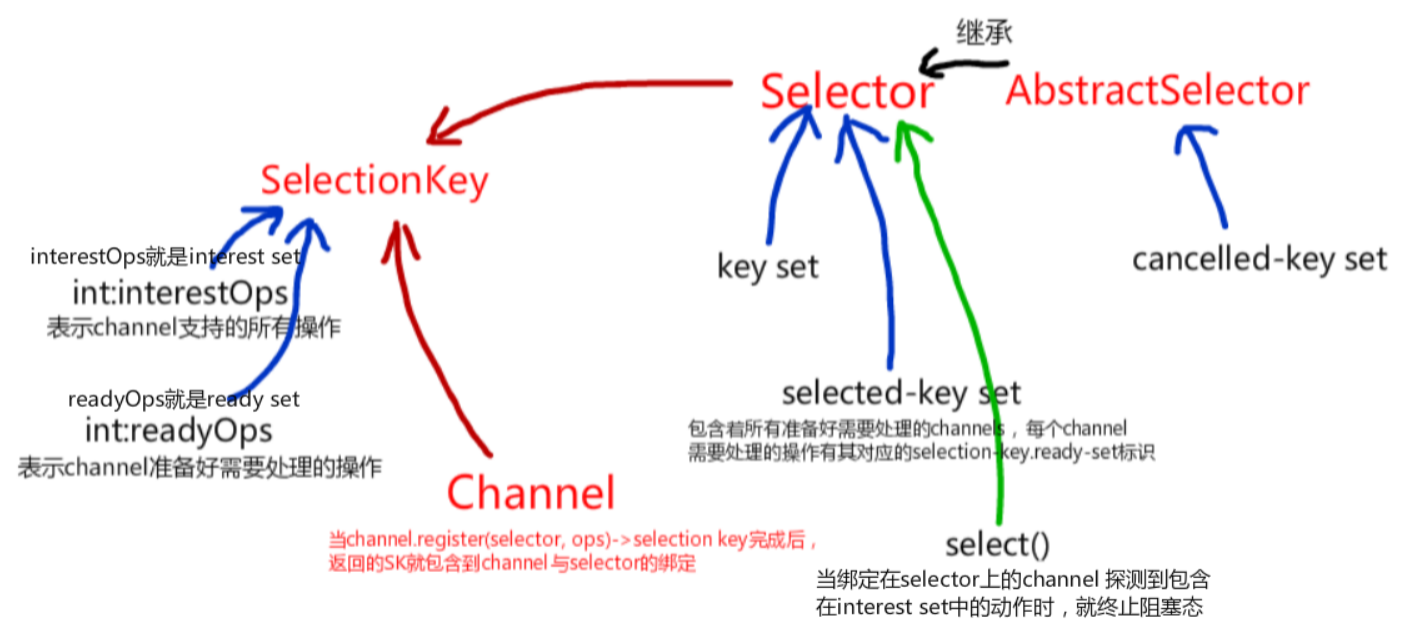 继承
Selector
AbstractSelector
SelectionKey
interestOps就是interest set
int:interestOps
表示channel支持的所有操作
key set
cancelled-key set
readyOps就是ready set
int:readyOps
表示channel准备好需要处理的操作
selected-key set
包含着所有准备好需要处理的channels，每个channel
需要处理的操作有其对应的selection-key.ready-set标识
Channel
当channel.register(selector, ops)->selection key完成后，
返回的SK就包含到channel与selector的绑定
select()
当绑定在selector上的channel 探测到包含
在interest set中的动作时，就终止阻塞态